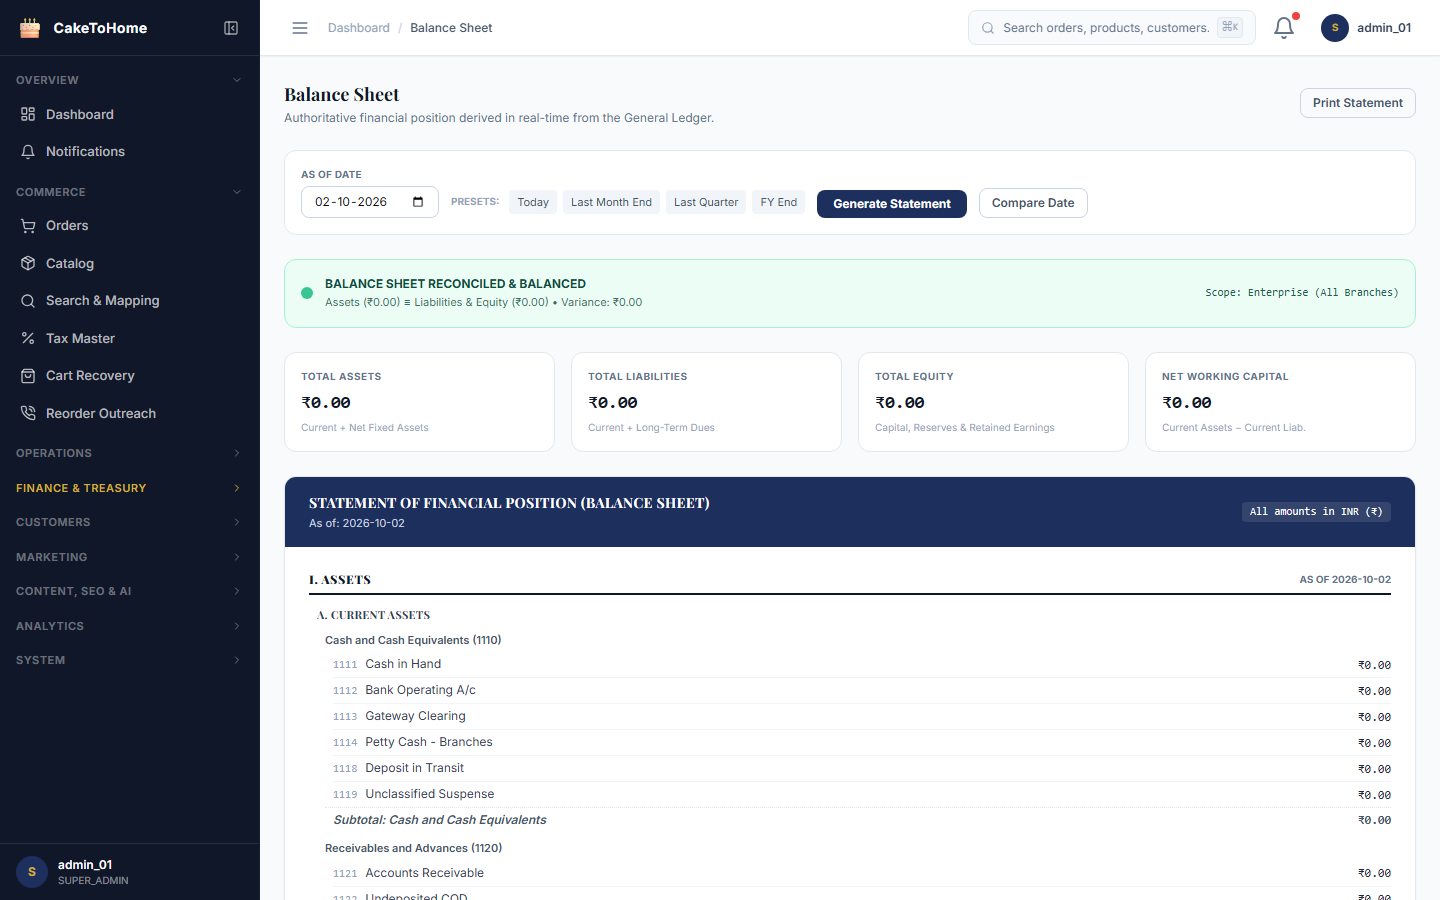 CakeToHome
OVERVIEW
Dashboard
Notifications
COMMERCE
Orders
Catalog
Search & Mapping
Tax Master
Cart Recovery
Reorder Outreach
OPERATIONS
FINANCE & TREASURY
CUSTOMERS
MARKETING
CONTENT, SEO & AI
ANALYTICS
SYSTEM
S
admin_01
SUPER_ADMIN
Dashboard / Balance Sheet
Search orders, products, customers. ⌘K
S admin_01
Balance Sheet
Authoritative financial position derived in real-time from the General Ledger.
Print Statement
AS OF DATE
02-10-2026
PRESETS: Today Last Month End Last Quarter FY End Generate Statement Compare Date
BALANCE SHEET RECONCILED & BALANCED
Assets (₹0.00) ≡ Liabilities & Equity (₹0.00) • Variance: ₹0.00
Scope: Enterprise (All Branches)
TOTAL ASSETS
₹0.00
Current + Net Fixed Assets
TOTAL LIABILITIES
₹0.00
Current + Long-Term Dues
TOTAL EQUITY
₹0.00
Capital, Reserves & Retained Earnings
NET WORKING CAPITAL
₹0.00
Current Assets − Current Liab.
STATEMENT OF FINANCIAL POSITION (BALANCE SHEET)
As of: 2026-10-02
All amounts in INR (₹)
I. ASSETS AS OF 2026-10-02
A. CURRENT ASSETS
Cash and Cash Equivalents (1110)
1111 Cash in Hand ₹0.00
1112 Bank Operating A/c ₹0.00
1113 Gateway Clearing ₹0.00
1114 Petty Cash - Branches ₹0.00
1118 Deposit in Transit ₹0.00
1119 Unclassified Suspense ₹0.00
Subtotal: Cash and Cash Equivalents ₹0.00
Receivables and Advances (1120)
1121 Accounts Receivable ₹0.00
1122 Undeposited COD ₹0.00